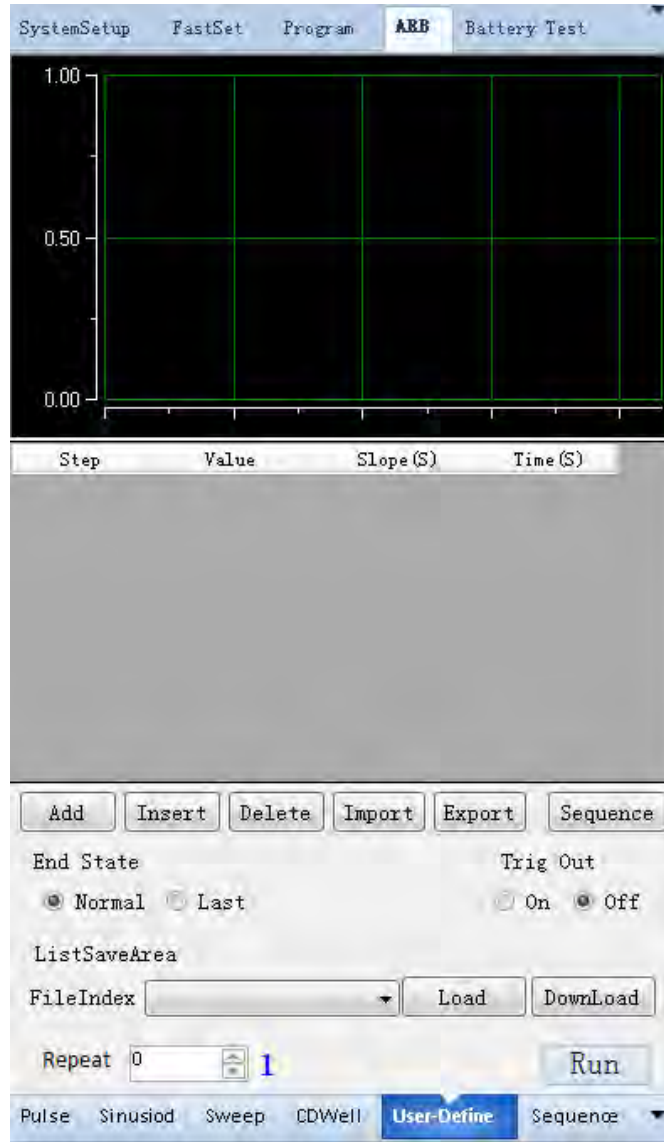 SystemSetup FastSet Program ARB Battery Test
1.00
0.50
0.00
Step Value Slope(S) Time(S)
Add Insert Delete Import Export Sequence
End State Trig Out
Normal Last On Off
ListSaveArea
FileIndex Load DownLoad
Repeat 0 1 Run
Pulse Sinusiod Sweep CDWell User-Define Sequence